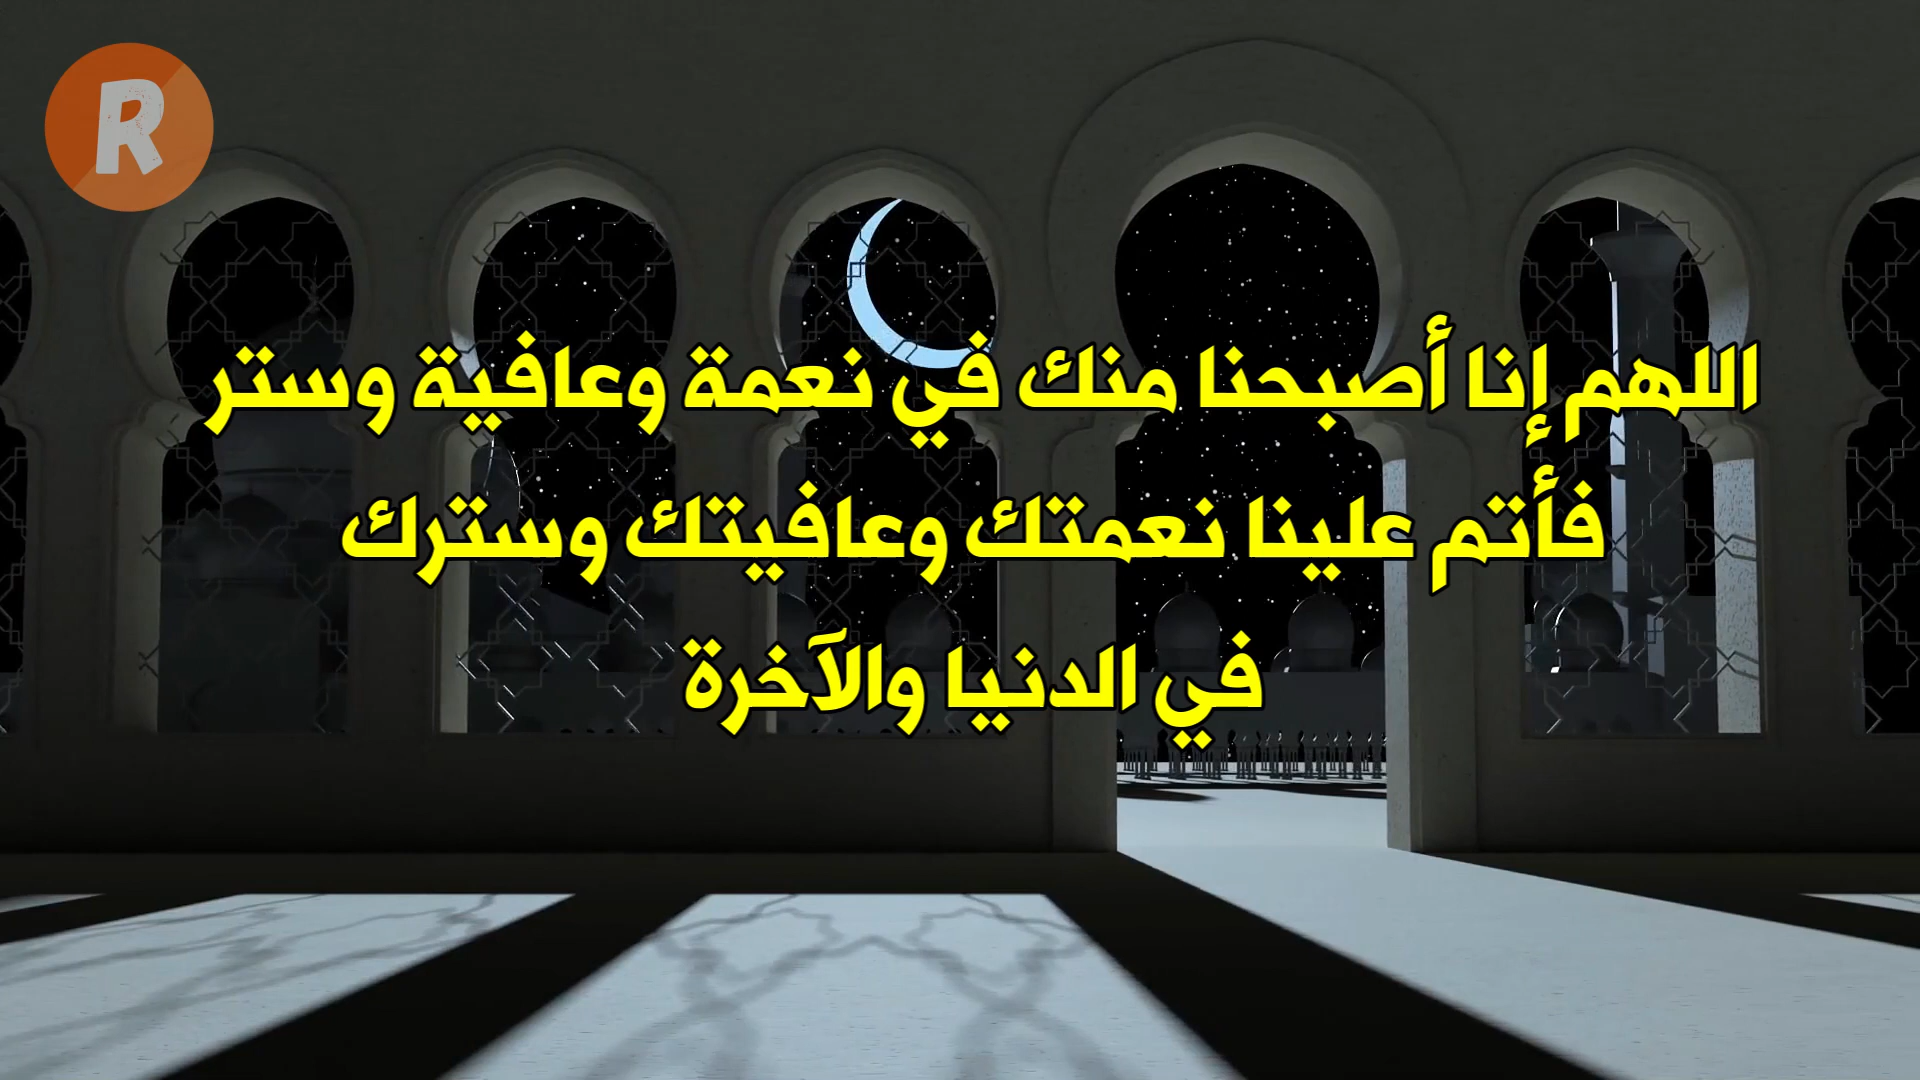 R
اللهم إنا أصبحنا منك في نعمة وعافية وستر
فأتم علينا نعمتك وعافيتك وسترك
في الدنيا والآخرة